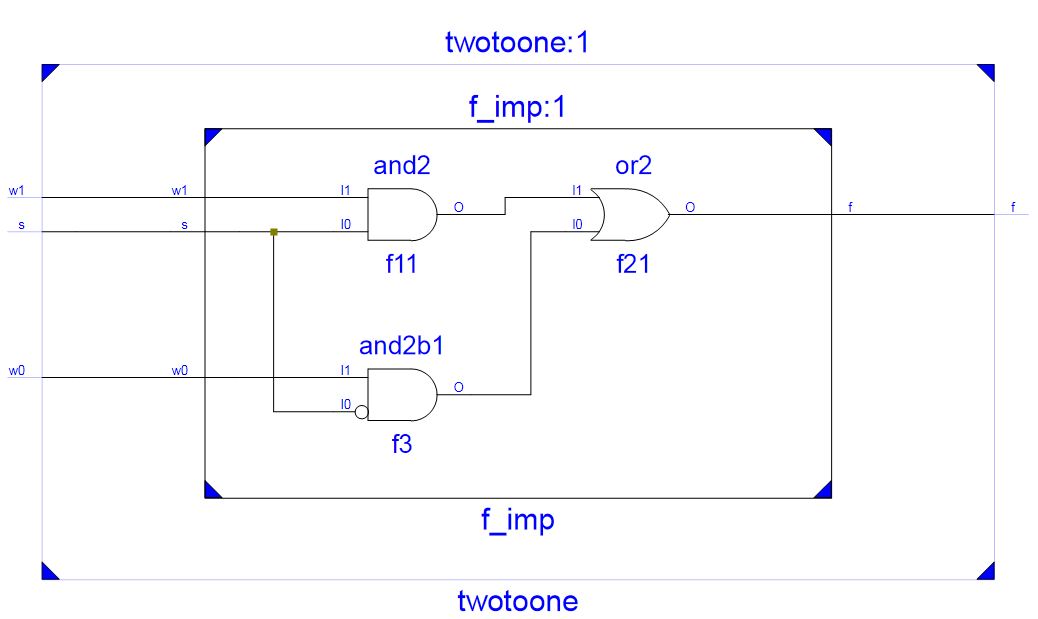 twotoone:1
f_imp:1
and2
or2
w1
w1
I1
I1
O
O
f
f
s
s
I0
I0
f11
f21
and2b1
w0
w0
I1
O
I0
f3
f_imp
twotoone